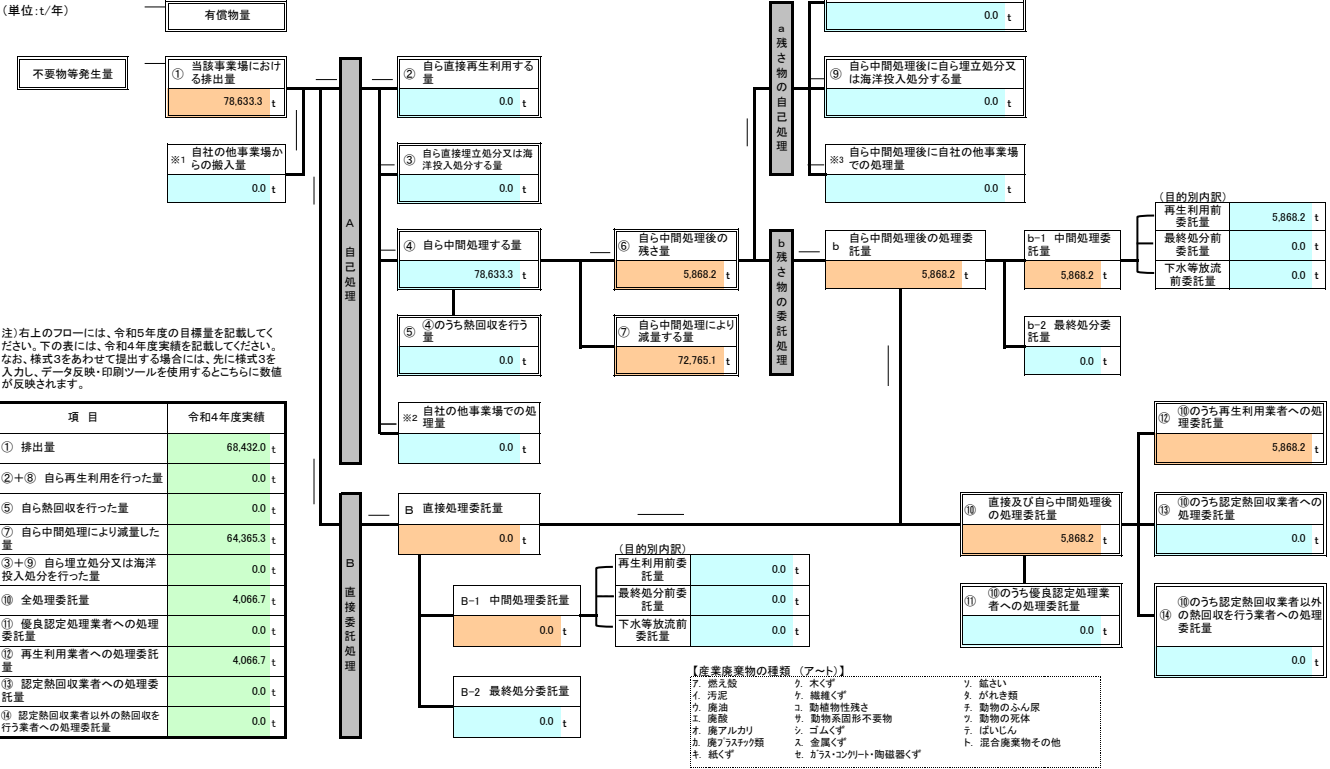 (単位:t/年)
有償物量
0.0 t
不要物等発生量
① 当該事業場におけ
る排出量
78,633.3 t
※1 自社の他事業場か
らの搬入量
0.0 t
A 自己処理
② 自ら直接再生利用する
量
0.0 t
③ 自ら直接埋立処分又は海
洋投入処分する量
0.0 t
④ 自ら中間処理する量
78,633.3 t
⑤ ④のうち熱回収を行う
量
0.0 t
※2 自社の他事業場での処
理量
0.0 t
⑥ 自ら中間処理後の
残さ量
5,868.2 t
⑦ 自ら中間処理により
減量する量
72,765.1 t
a 残さ物の自己処理
⑨ 自ら中間処理後に自ら埋立処分又
は海洋投入処分する量
0.0 t
※3 自ら中間処理後に自社の他事業場
での処理量
0.0 t
b 残さ物の委託処理
b 自ら中間処理後の処理委
託量
5,868.2 t
b-1 中間処理委
託量
5,868.2 t
(目的別内訳)
再生利用前
委託量
5,868.2 t
最終処分前
委託量
0.0 t
下水等放流
前委託量
0.0 t
b-2 最終処分委
託量
0.0 t
注)右上のフローには、令和5年度の目標量を記載してく
ださい。下の表には、令和4年度実績を記載してください。
なお、様式3をあわせて提出する場合には、先に様式3を
入力し、データ反映・印刷ツールを使用するとこちらに数値
が反映されます。
項 目 令和4年度実績
① 排出量 68,432.0 t
②+⑧ 自ら再生利用を行った量 0.0 t
⑤ 自ら熱回収を行った量 0.0 t
⑦ 自ら中間処理により減量した
量 64,365.3 t
③+⑨ 自ら埋立処分又は海洋
投入処分を行った量 0.0 t
⑩ 全処理委託量 4,066.7 t
⑪ 優良認定処理業者への処理
委託量 0.0 t
⑫ 再生利用業者への処理委託
量 4,066.7 t
⑬ 認定熱回収業者への処理委
託量 0.0 t
⑭ 認定熱回収業者以外の熱回収を
行う業者への処理委託量 0.0 t
B 直接委託処理
B 直接処理委託量
0.0 t
B-1 中間処理委託量
0.0 t
(目的別内訳)
再生利用前委
託量
0.0 t
最終処分前委
託量
0.0 t
下水等放流前
委託量
0.0 t
B-2 最終処分委託量
0.0 t
⑩ 直接及び自ら中間処理後
の処理委託量
5,868.2 t
⑪ ⑩のうち優良認定処理業
者への処理委託量
0.0 t
⑫ ⑩のうち再生利用業者への処
理委託量
5,868.2 t
⑬ ⑩のうち認定熱回収業者への
処理委託量
0.0 t
⑭ ⑩のうち認定熱回収業者以外
の熱回収を行う業者への処理
委託量
0.0 t
【産業廃棄物の種類 (ア~ト)】
ア. 燃え殻 ク. 木くず ソ. 鉱さい
イ. 汚泥 ケ. 繊維くず タ. がれき類
ウ. 廃油 コ. 動植物性残さ チ. 動物のふん尿
エ. 廃酸 サ. 動物系固形不要物 ツ. 動物の死体
オ. 廃アルカリ シ. ゴムくず テ. ばいじん
カ. 廃プラスチック類 ス. 金属くず ト. 混合廃棄物その他
キ. 紙くず セ. ガラス・コンクリート・陶磁器くず